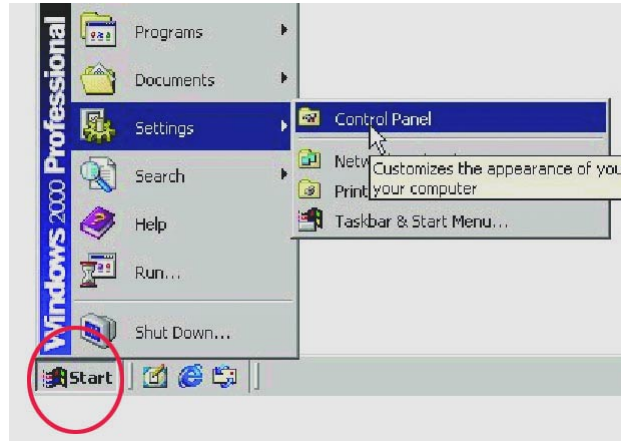 Windows 2000 Professional
Programs
Documents
Settings
Search
Help
Run...
Shut Down...
Control Panel
Customizes the appearance of you
your computer
Taskbar & Start Menu...
Start